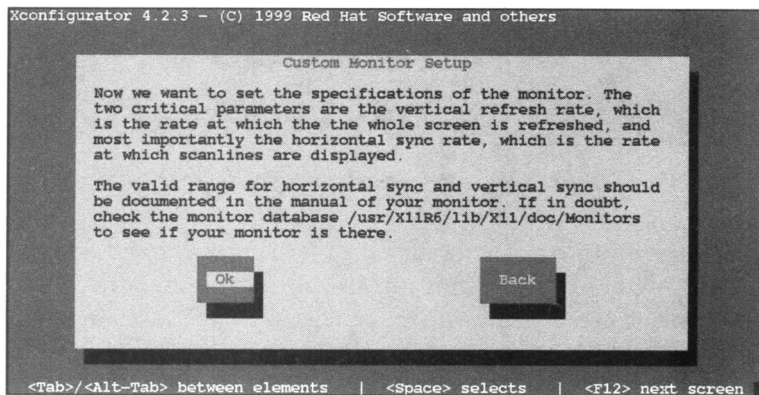 Xconfigurator 4.2.3 - (C) 1999 Red Hat Software and others
Custom Monitor Setup
Now we want to set the specifications of the monitor. The
two critical parameters are the vertical refresh rate, which
is the rate at which the the whole screen is refreshed, and
most importantly the horizontal sync rate, which is the rate
at which scanlines are displayed.
The valid range for horizontal sync and vertical sync should
be documented in the manual of your monitor. If in doubt,
check the monitor database /usr/X11R6/lib/X11/doc/Monitors
to see if your monitor is there.
Ok Back
<Tab>/<Alt-Tab> between elements | <Space> selects | <F12> next screen